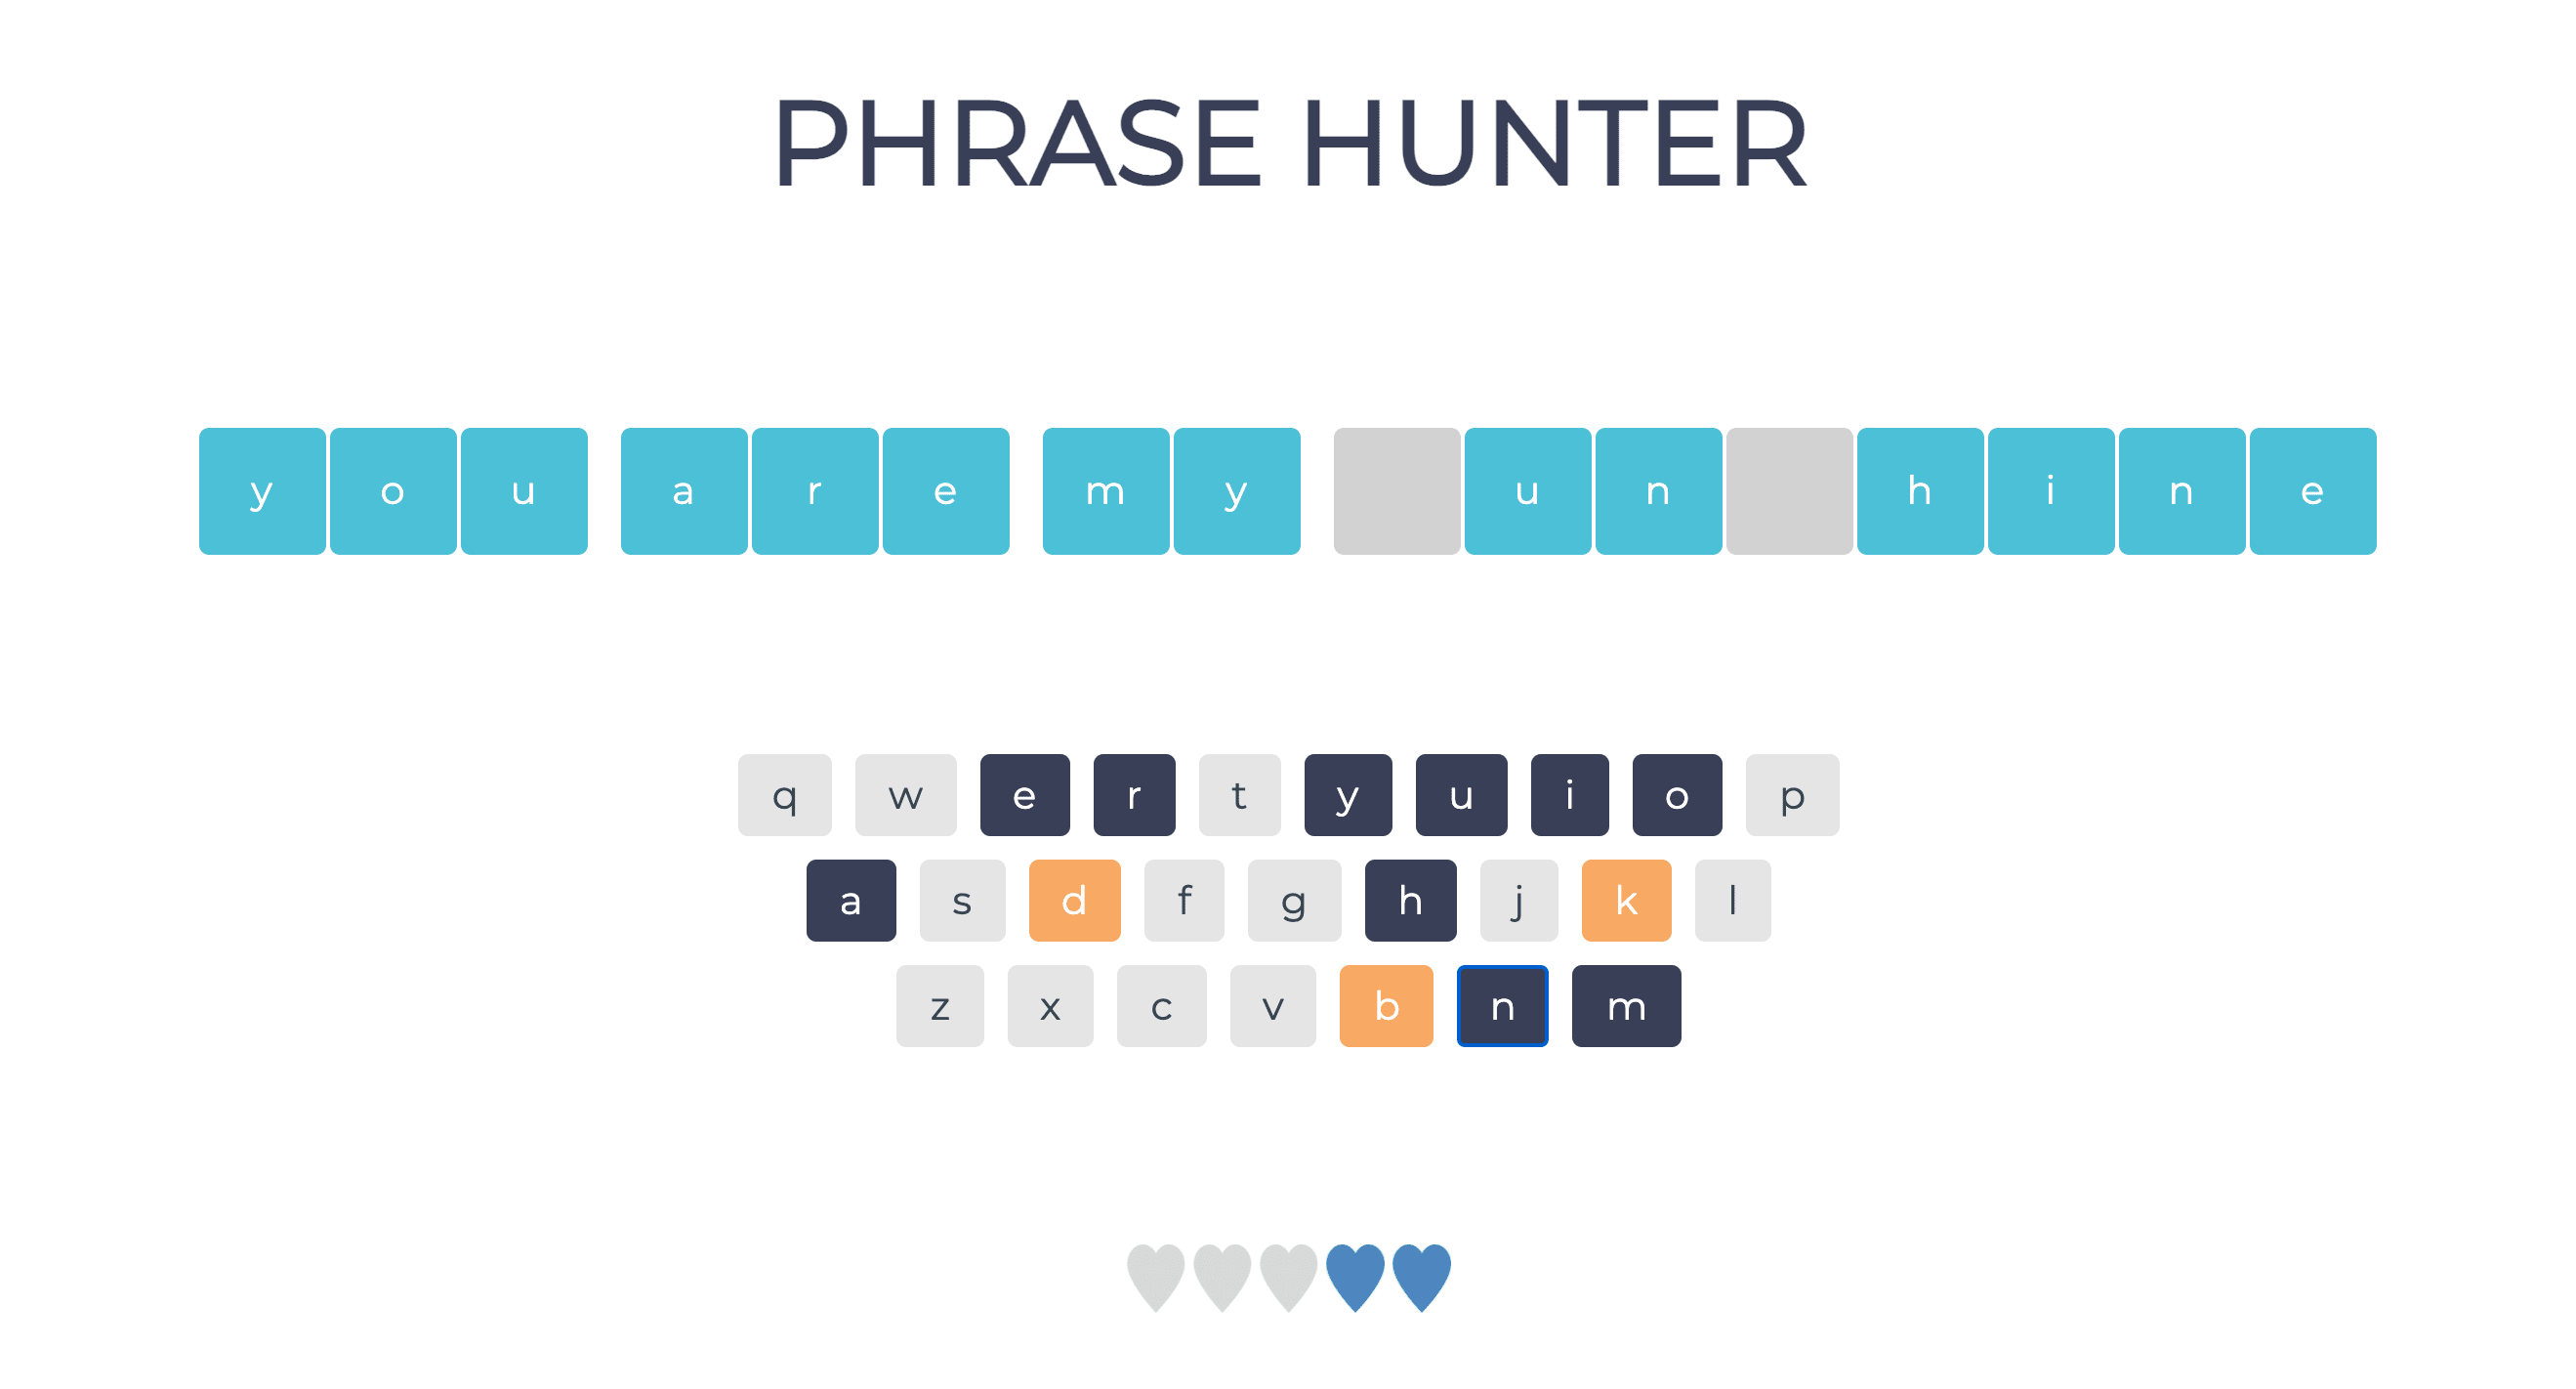 PHRASE HUNTER
y o u a r e m y u n h i n e
q w e r t y u i o p
a s d f g h j k l
z x c v b n m